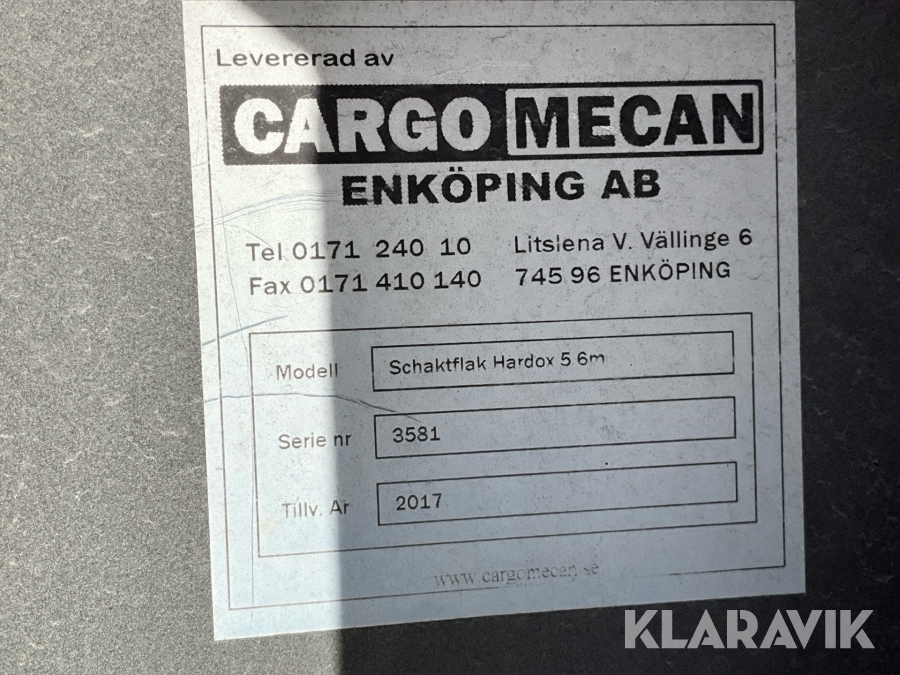 Levererad av
CARGO MECAN
ENKÖPING AB
Tel 0171 240 10 Litslena V. Vällinge 6
Fax 0171 410 140 745 96 ENKÖPING
Modell Schaktflak Hardox 5 6m
Serie nr 3581
Tillv. Ar 2017
www.cargomecan.se
KLARAVIK